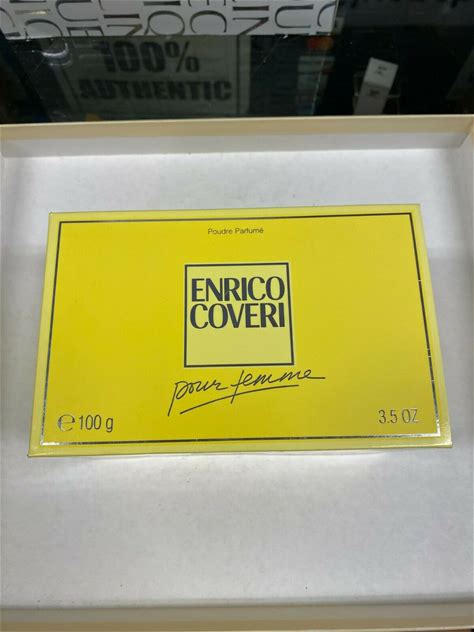 100%
AUTHENTIC
Poudre Parfumé
ENRICO
COVERI
pour femme
℮ 100 g
3.5 OZ